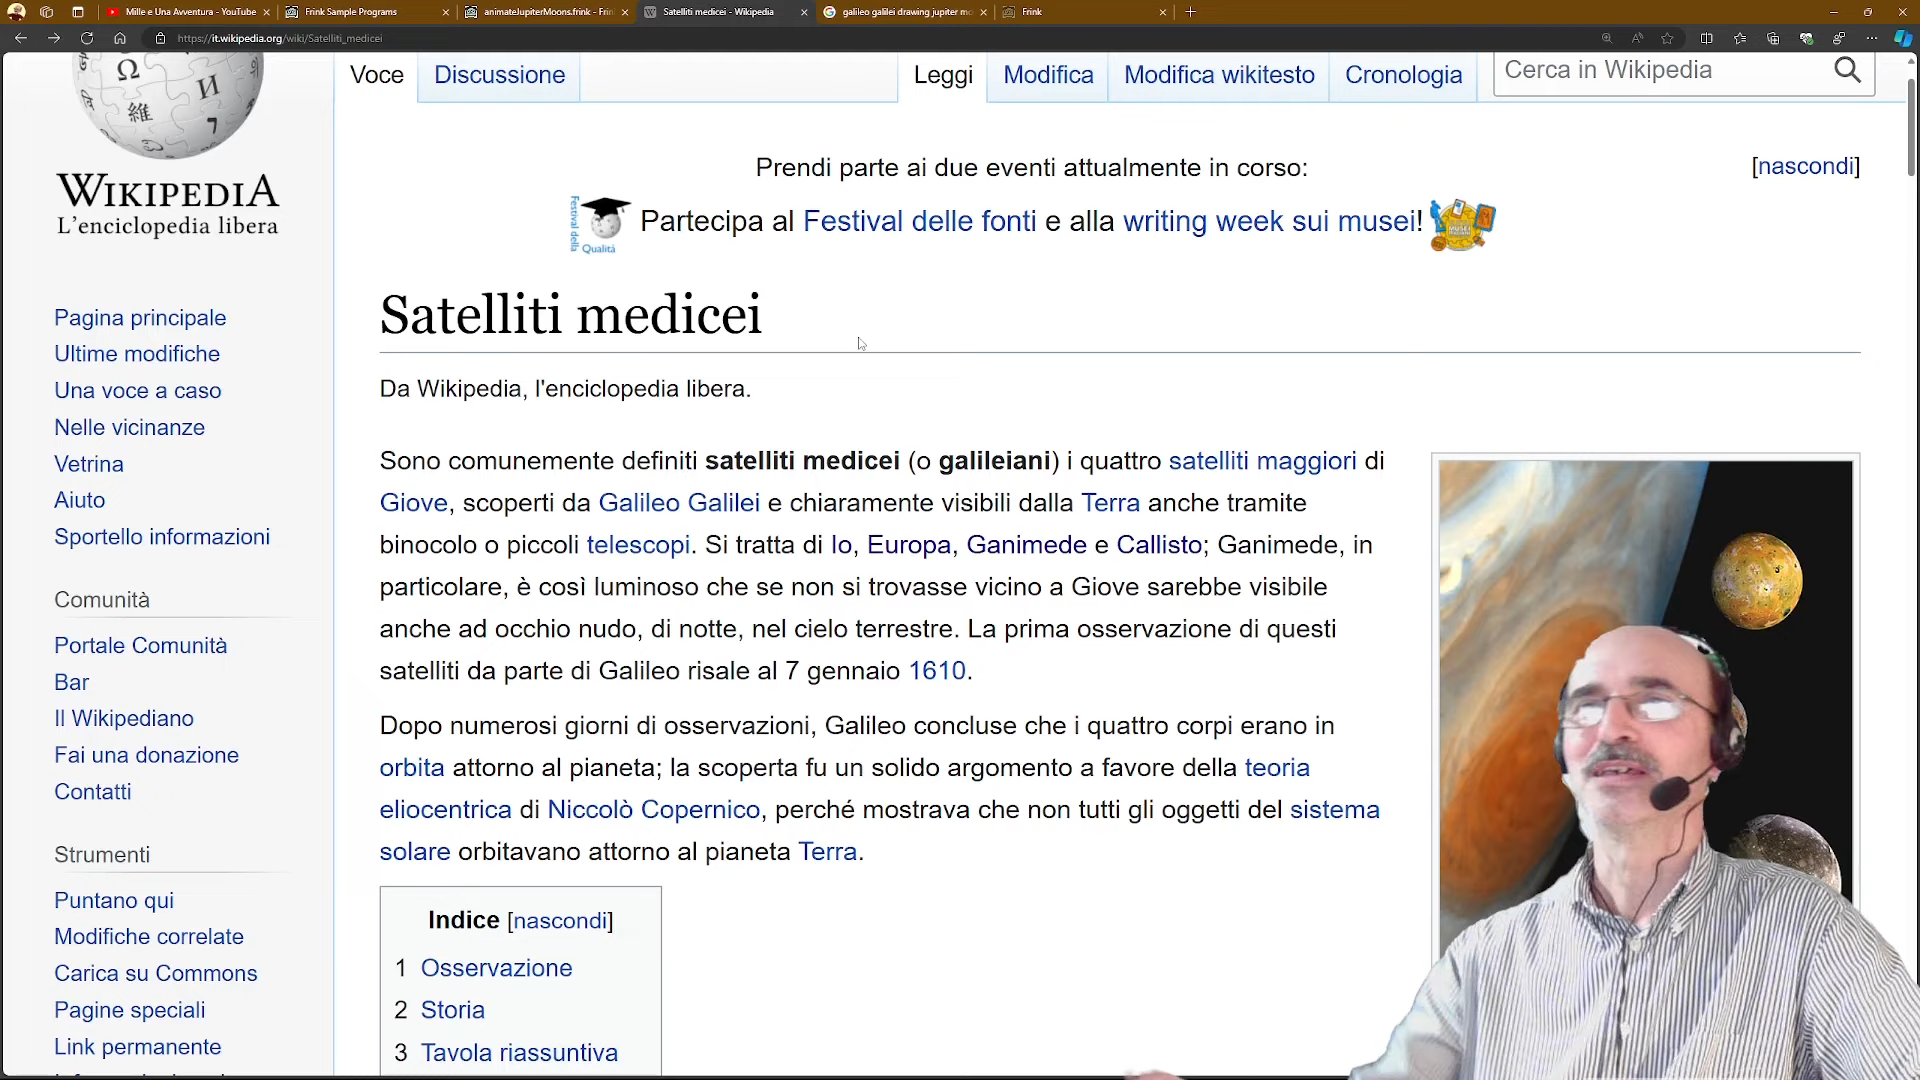 Mille e Una Avventura - YouTube
Frink Sample Programs
animateJupiterMoons.frink - Frin
Satelliti medicei - Wikipedia
galileo galilei drawing jupiter mo
Frink
https://it.wikipedia.org/wiki/Satelliti_medicei
WIKIPEDIA
L'enciclopedia libera
Voce
Discussione
Leggi
Modifica
Modifica wikitesto
Cronologia
Cerca in Wikipedia
Prendi parte ai due eventi attualmente in corso:
[nascondi]
Festival della Qualità
Partecipa al Festival delle fonti e alla writing week sui musei!
Pagina principale
Ultime modifiche
Una voce a caso
Nelle vicinanze
Vetrina
Aiuto
Sportello informazioni
Comunità
Portale Comunità
Bar
Il Wikipediano
Fai una donazione
Contatti
Strumenti
Puntano qui
Modifiche correlate
Carica su Commons
Pagine speciali
Link permanente
Satelliti medicei
Da Wikipedia, l'enciclopedia libera.
Sono comunemente definiti satelliti medicei (o galileiani) i quattro satelliti maggiori di
Giove, scoperti da Galileo Galilei e chiaramente visibili dalla Terra anche tramite
binocolo o piccoli telescopi. Si tratta di Io, Europa, Ganimede e Callisto; Ganimede, in
particolare, è così luminoso che se non si trovasse vicino a Giove sarebbe visibile
anche ad occhio nudo, di notte, nel cielo terrestre. La prima osservazione di questi
satelliti da parte di Galileo risale al 7 gennaio 1610.
Dopo numerosi giorni di osservazioni, Galileo concluse che i quattro corpi erano in
orbita attorno al pianeta; la scoperta fu un solido argomento a favore della teoria
eliocentrica di Niccolò Copernico, perché mostrava che non tutti gli oggetti del sistema
solare orbitavano attorno al pianeta Terra.
Indice [nascondi]
1 Osservazione
2 Storia
3 Tavola riassuntiva